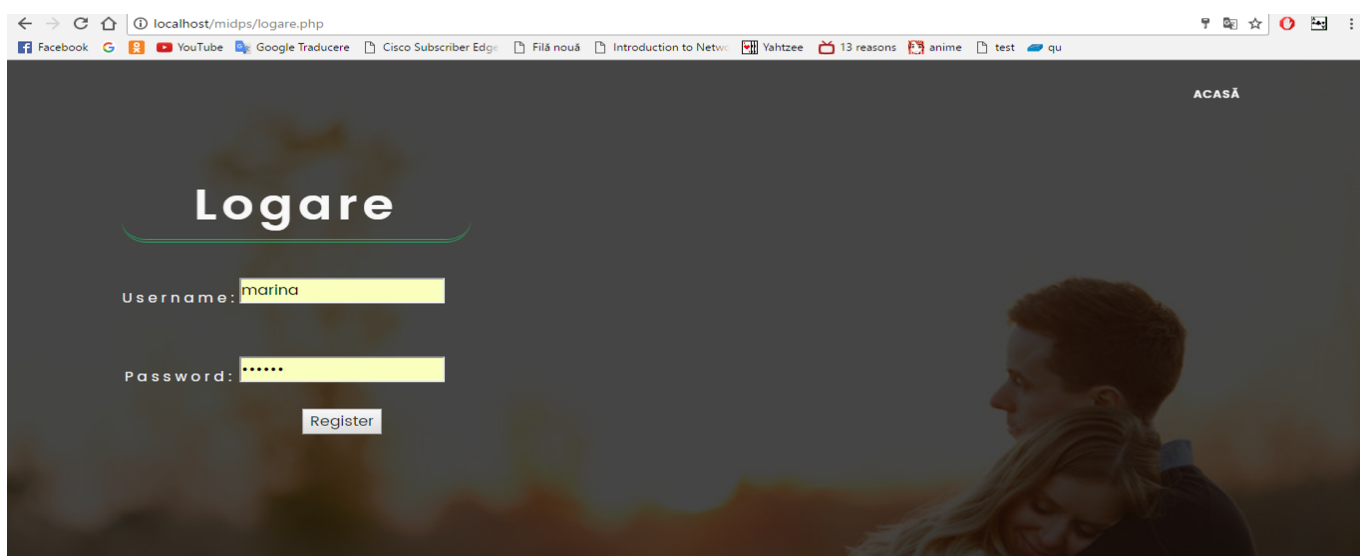 localhost/midps/logare.php
Facebook YouTube Google Traducere Cisco Subscriber Edge Filă nouă Introduction to Netwo Yahtzee 13 reasons anime test qu
ACASĂ
Logare
Username: marina
Password: ••••••
Register